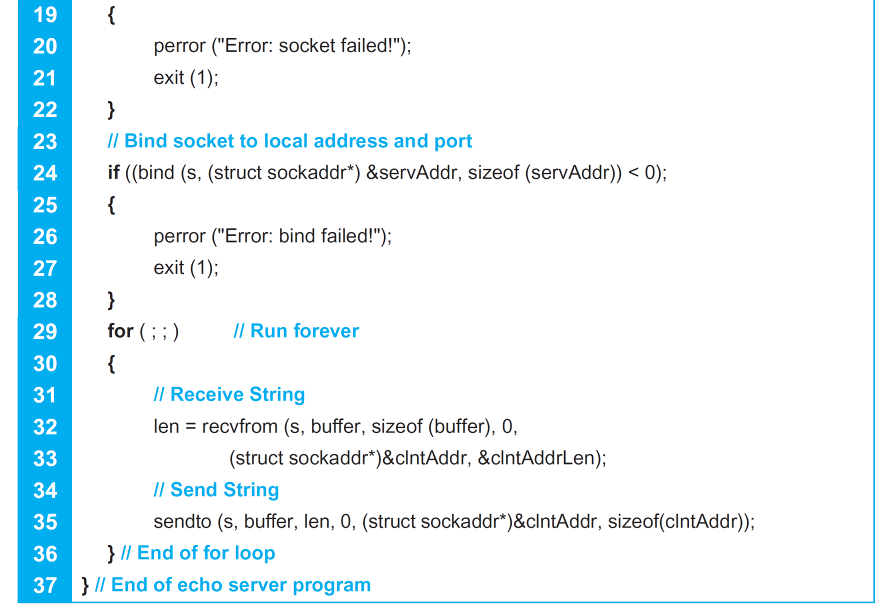 19 {
20 perror ("Error: socket failed!");
21 exit (1);
22 }
23 // Bind socket to local address and port
24 if ((bind (s, (struct sockaddr*) &servAddr, sizeof (servAddr)) < 0);
25 {
26 perror ("Error: bind failed!");
27 exit (1);
28 }
29 for ( ; ; ) // Run forever
30 {
31 // Receive String
32 len = recvfrom (s, buffer, sizeof (buffer), 0,
33 (struct sockaddr*)&clntAddr, &clntAddrLen);
34 // Send String
35 sendto (s, buffer, len, 0, (struct sockaddr*)&clntAddr, sizeof(clntAddr));
36 } // End of for loop
37 } // End of echo server program